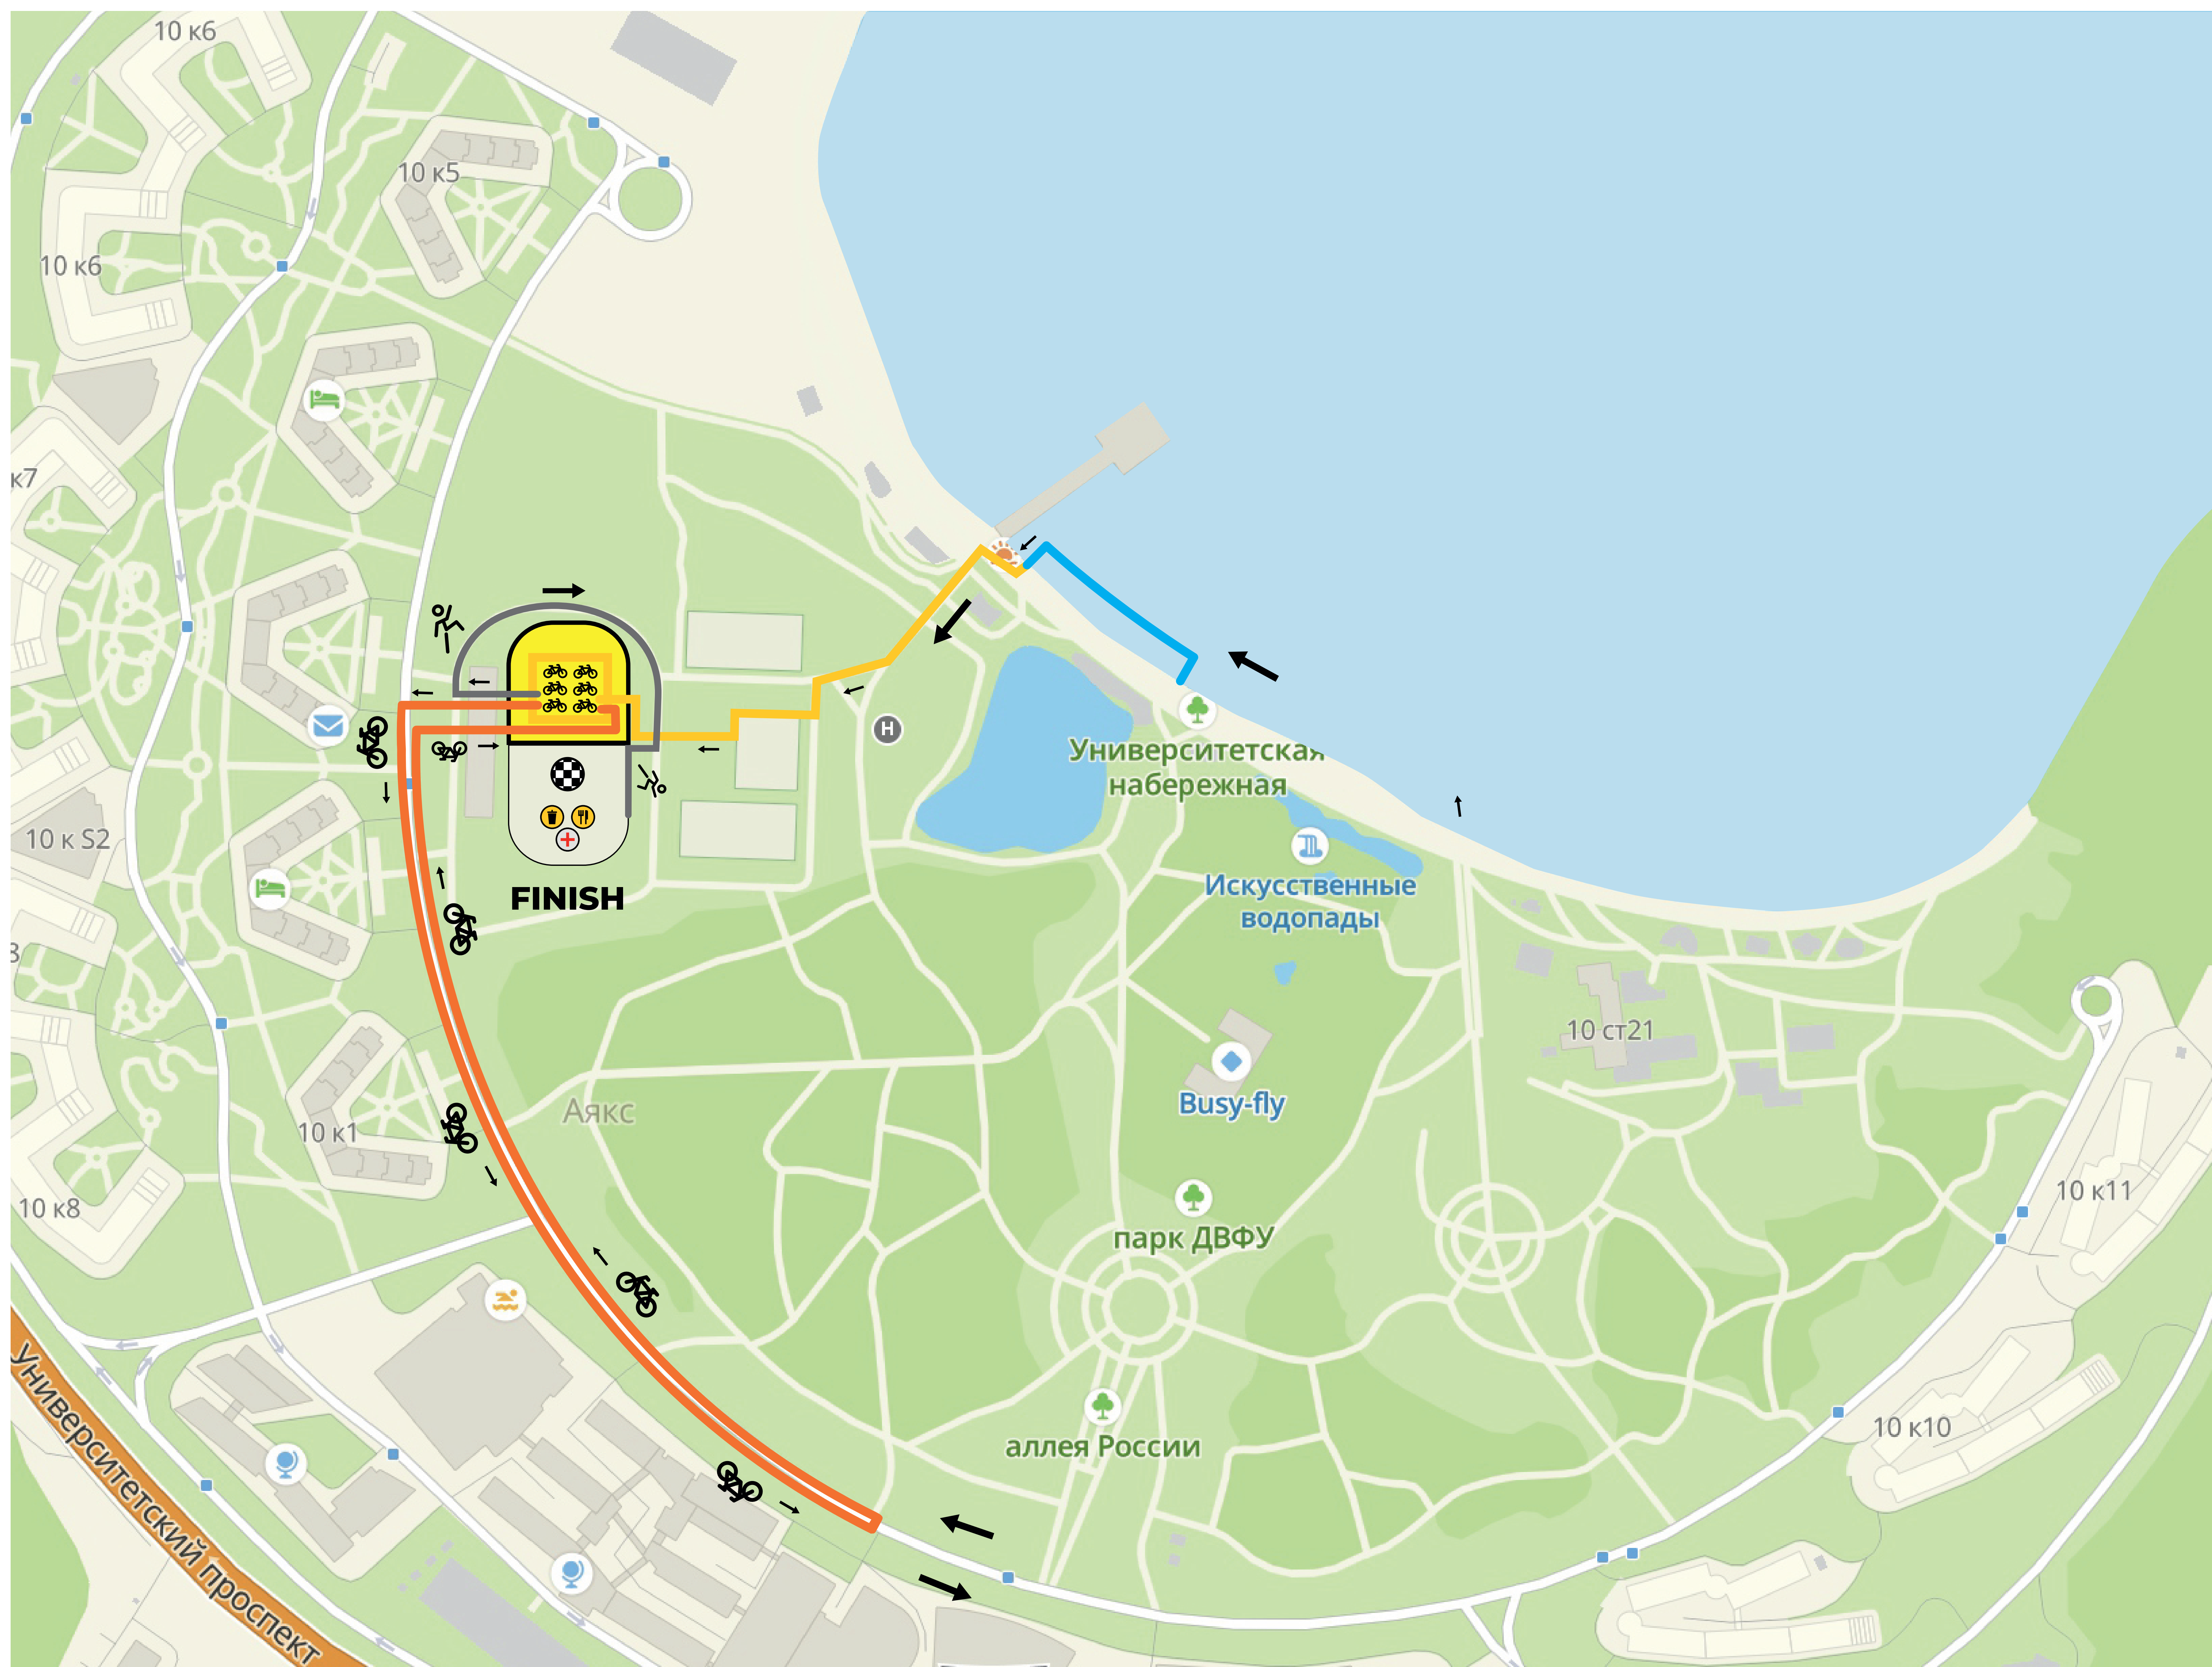 10 к6
10 к5
10 к6
к7
H
Университетская
набережная
10 к S2
Искусственные
водопады
FINISH
3
10 ст21
Busy-fly
Аякс
10 к1
10 к8
10 к11
парк ДВФУ
аллея России
10 к10
Университетский проспект